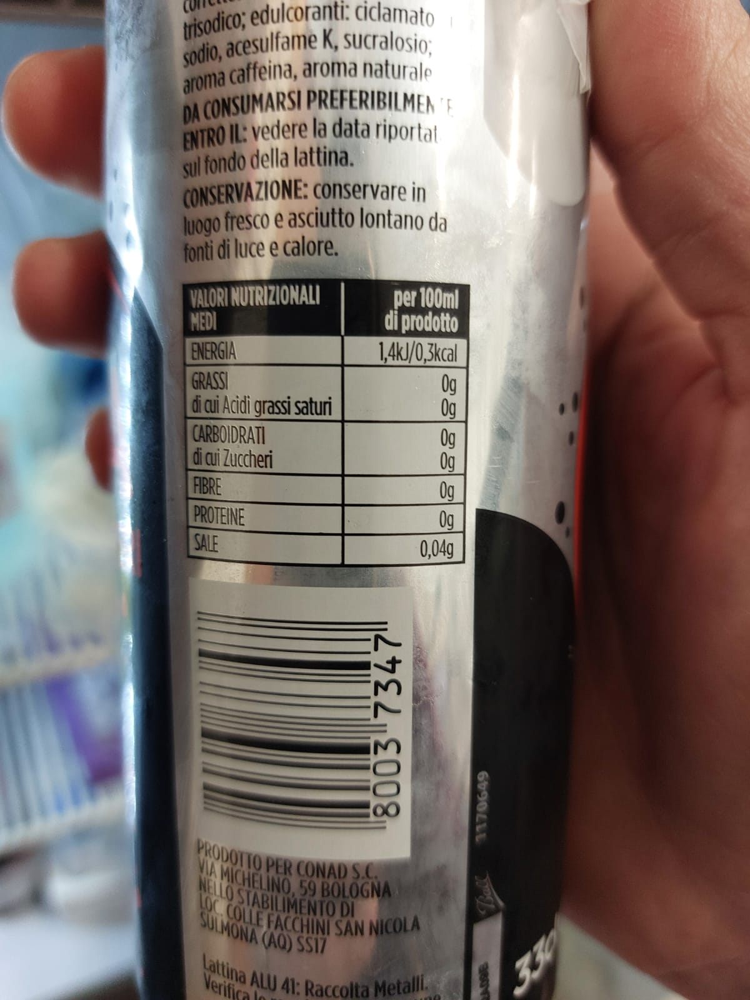 trisodico; edulcoranti: ciclamato
sodio, acesulfame K, sucralosio;
aroma caffeina, aroma naturale
DA CONSUMARSI PREFERIBILMENTE
ENTRO IL: vedere la data riportat
sul fondo della lattina.
CONSERVAZIONE: conservare in
luogo fresco e asciutto lontano da
fonti di luce e calore.
VALORI NUTRIZIONALI MEDI per 100ml di prodotto
ENERGIA 1,4kJ/0,3kcal
GRASSI 0g
di cui Acidi grassi saturi 0g
CARBOIDRATI 0g
di cui Zuccheri 0g
FIBRE 0g
PROTEINE 0g
SALE 0,04g
8003 7347
PRODOTTO PER CONAD S.C.
VIA MICHELINO, 59 BOLOGNA
NELLO STABILIMENTO DI
LOC. COLLE FACCHINI SAN NICOLA
SULMONA (AQ) SS17
Lattina ALU 41: Raccolta Metalli.
Verifica
Ball 1170649
330